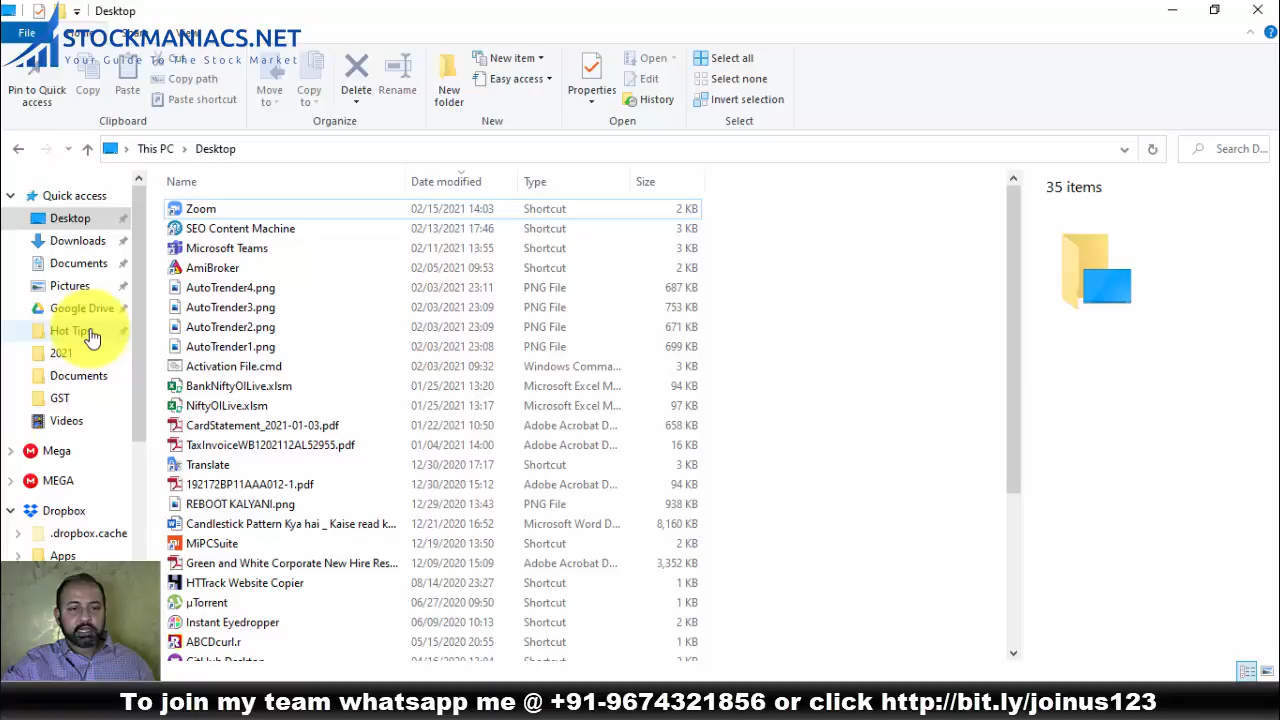 Desktop
File
STOCKMANIACS.NET
Your Guide To The Stock Market
Pin to Quick access
Copy
Paste
Cut
Copy path
Paste shortcut
Clipboard
Move to
Copy to
Delete
Rename
Organize
New folder
New item
Easy access
New
Properties
Open
Edit
History
Open
Select all
Select none
Invert selection
Select
This PC > Desktop
Search D...
Quick access
Desktop
Downloads
Documents
Pictures
Google Drive
Hot Tips
2021
Documents
GST
Videos
Mega
MEGA
Dropbox
.dropbox.cache
Apps
Name Date modified Type Size
Zoom 02/15/2021 14:03 Shortcut 2 KB
SEO Content Machine 02/13/2021 17:46 Shortcut 3 KB
Microsoft Teams 02/11/2021 13:55 Shortcut 3 KB
AmiBroker 02/05/2021 09:53 Shortcut 2 KB
AutoTrender4.png 02/03/2021 23:11 PNG File 687 KB
AutoTrender3.png 02/03/2021 23:09 PNG File 753 KB
AutoTrender2.png 02/03/2021 23:09 PNG File 671 KB
AutoTrender1.png 02/03/2021 23:08 PNG File 699 KB
Activation File.cmd 02/03/2021 09:32 Windows Comma... 3 KB
BankNiftyOILive.xlsm 01/25/2021 13:20 Microsoft Excel M... 94 KB
NiftyOILive.xlsm 01/25/2021 13:17 Microsoft Excel M... 97 KB
CardStatement_2021-01-03.pdf 01/22/2021 10:50 Adobe Acrobat D... 658 KB
TaxInvoiceWB1202112AL52955.pdf 01/04/2021 14:00 Adobe Acrobat D... 16 KB
Translate 12/30/2020 17:17 Shortcut 3 KB
192172BP11AAA012-1.pdf 12/30/2020 15:12 Adobe Acrobat D... 94 KB
REBOOT KALYANI.png 12/29/2020 13:43 PNG File 938 KB
Candlestick Pattern Kya hai _ Kaise read k... 12/21/2020 16:52 Microsoft Word D... 8,160 KB
MiPCSuite 12/19/2020 13:50 Shortcut 2 KB
Green and White Corporate New Hire Res... 12/09/2020 15:09 Adobe Acrobat D... 3,352 KB
HTTrack Website Copier 08/14/2020 23:27 Shortcut 1 KB
µTorrent 06/27/2020 09:50 Shortcut 1 KB
Instant Eyedropper 06/09/2020 10:13 Shortcut 2 KB
ABCDcurl.r 05/15/2020 20:55 Shortcut 1 KB
GitHub Desktop 04/16/2020 13:04 Shortcut 3 KB
35 items
To join my team whatsapp me @ +91-9674321856 or click http://bit.ly/joinus123